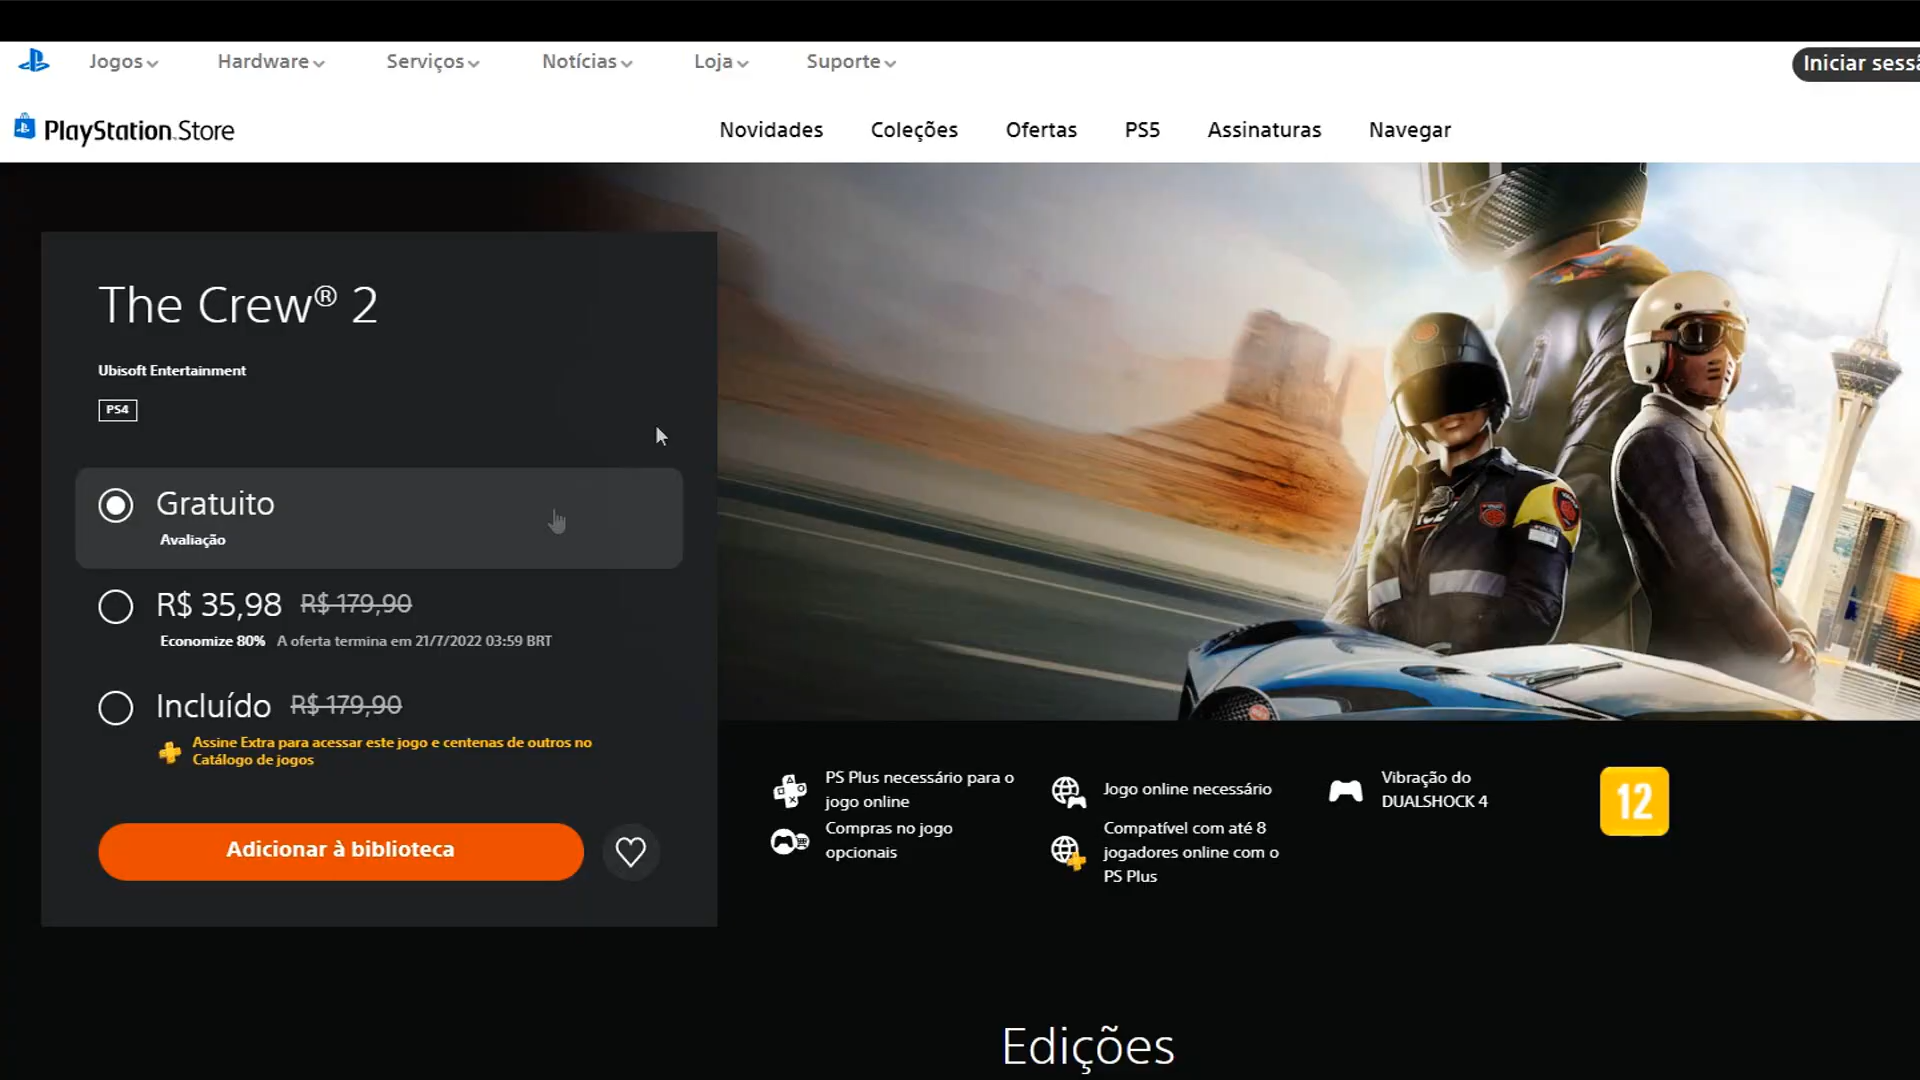 Jogos
Hardware
Serviços
Notícias
Loja
Suporte
Iniciar sess
PlayStation Store
Novidades
Coleções
Ofertas
PS5
Assinaturas
Navegar
The Crew® 2
Ubisoft Entertainment
PS4
Gratuito
Avaliação
R$ 35,98 R$ 179,90
Economize 80% A oferta termina em 21/7/2022 03:59 BRT
Incluído R$ 179,90
Assine Extra para acessar este jogo e centenas de outros no
Catálogo de jogos
Adicionar à biblioteca
PS Plus necessário para o
jogo online
Compras no jogo
opcionais
Jogo online necessário
Compatível com até 8
jogadores online com o
PS Plus
Vibração do
DUALSHOCK 4
12
Edições